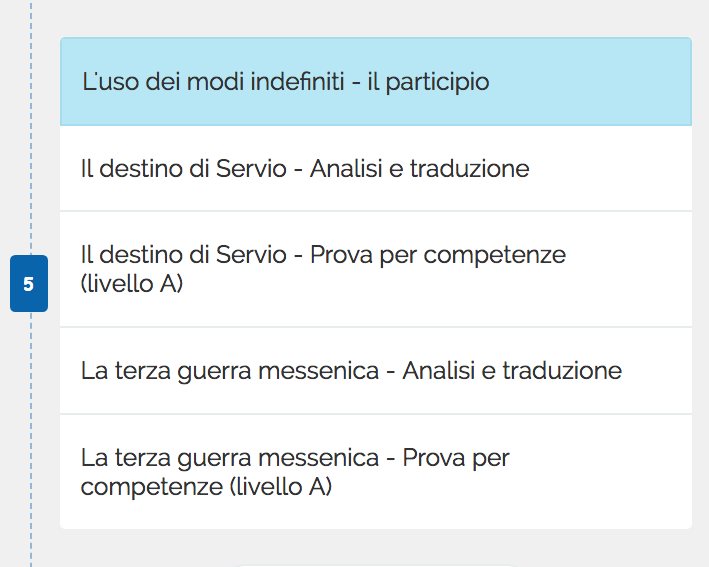 L'uso dei modi indefiniti - il participio
Il destino di Servio - Analisi e traduzione
Il destino di Servio - Prova per competenze
(livello A)
5
La terza guerra messenica - Analisi e traduzione
La terza guerra messenica - Prova per
competenze (livello A)